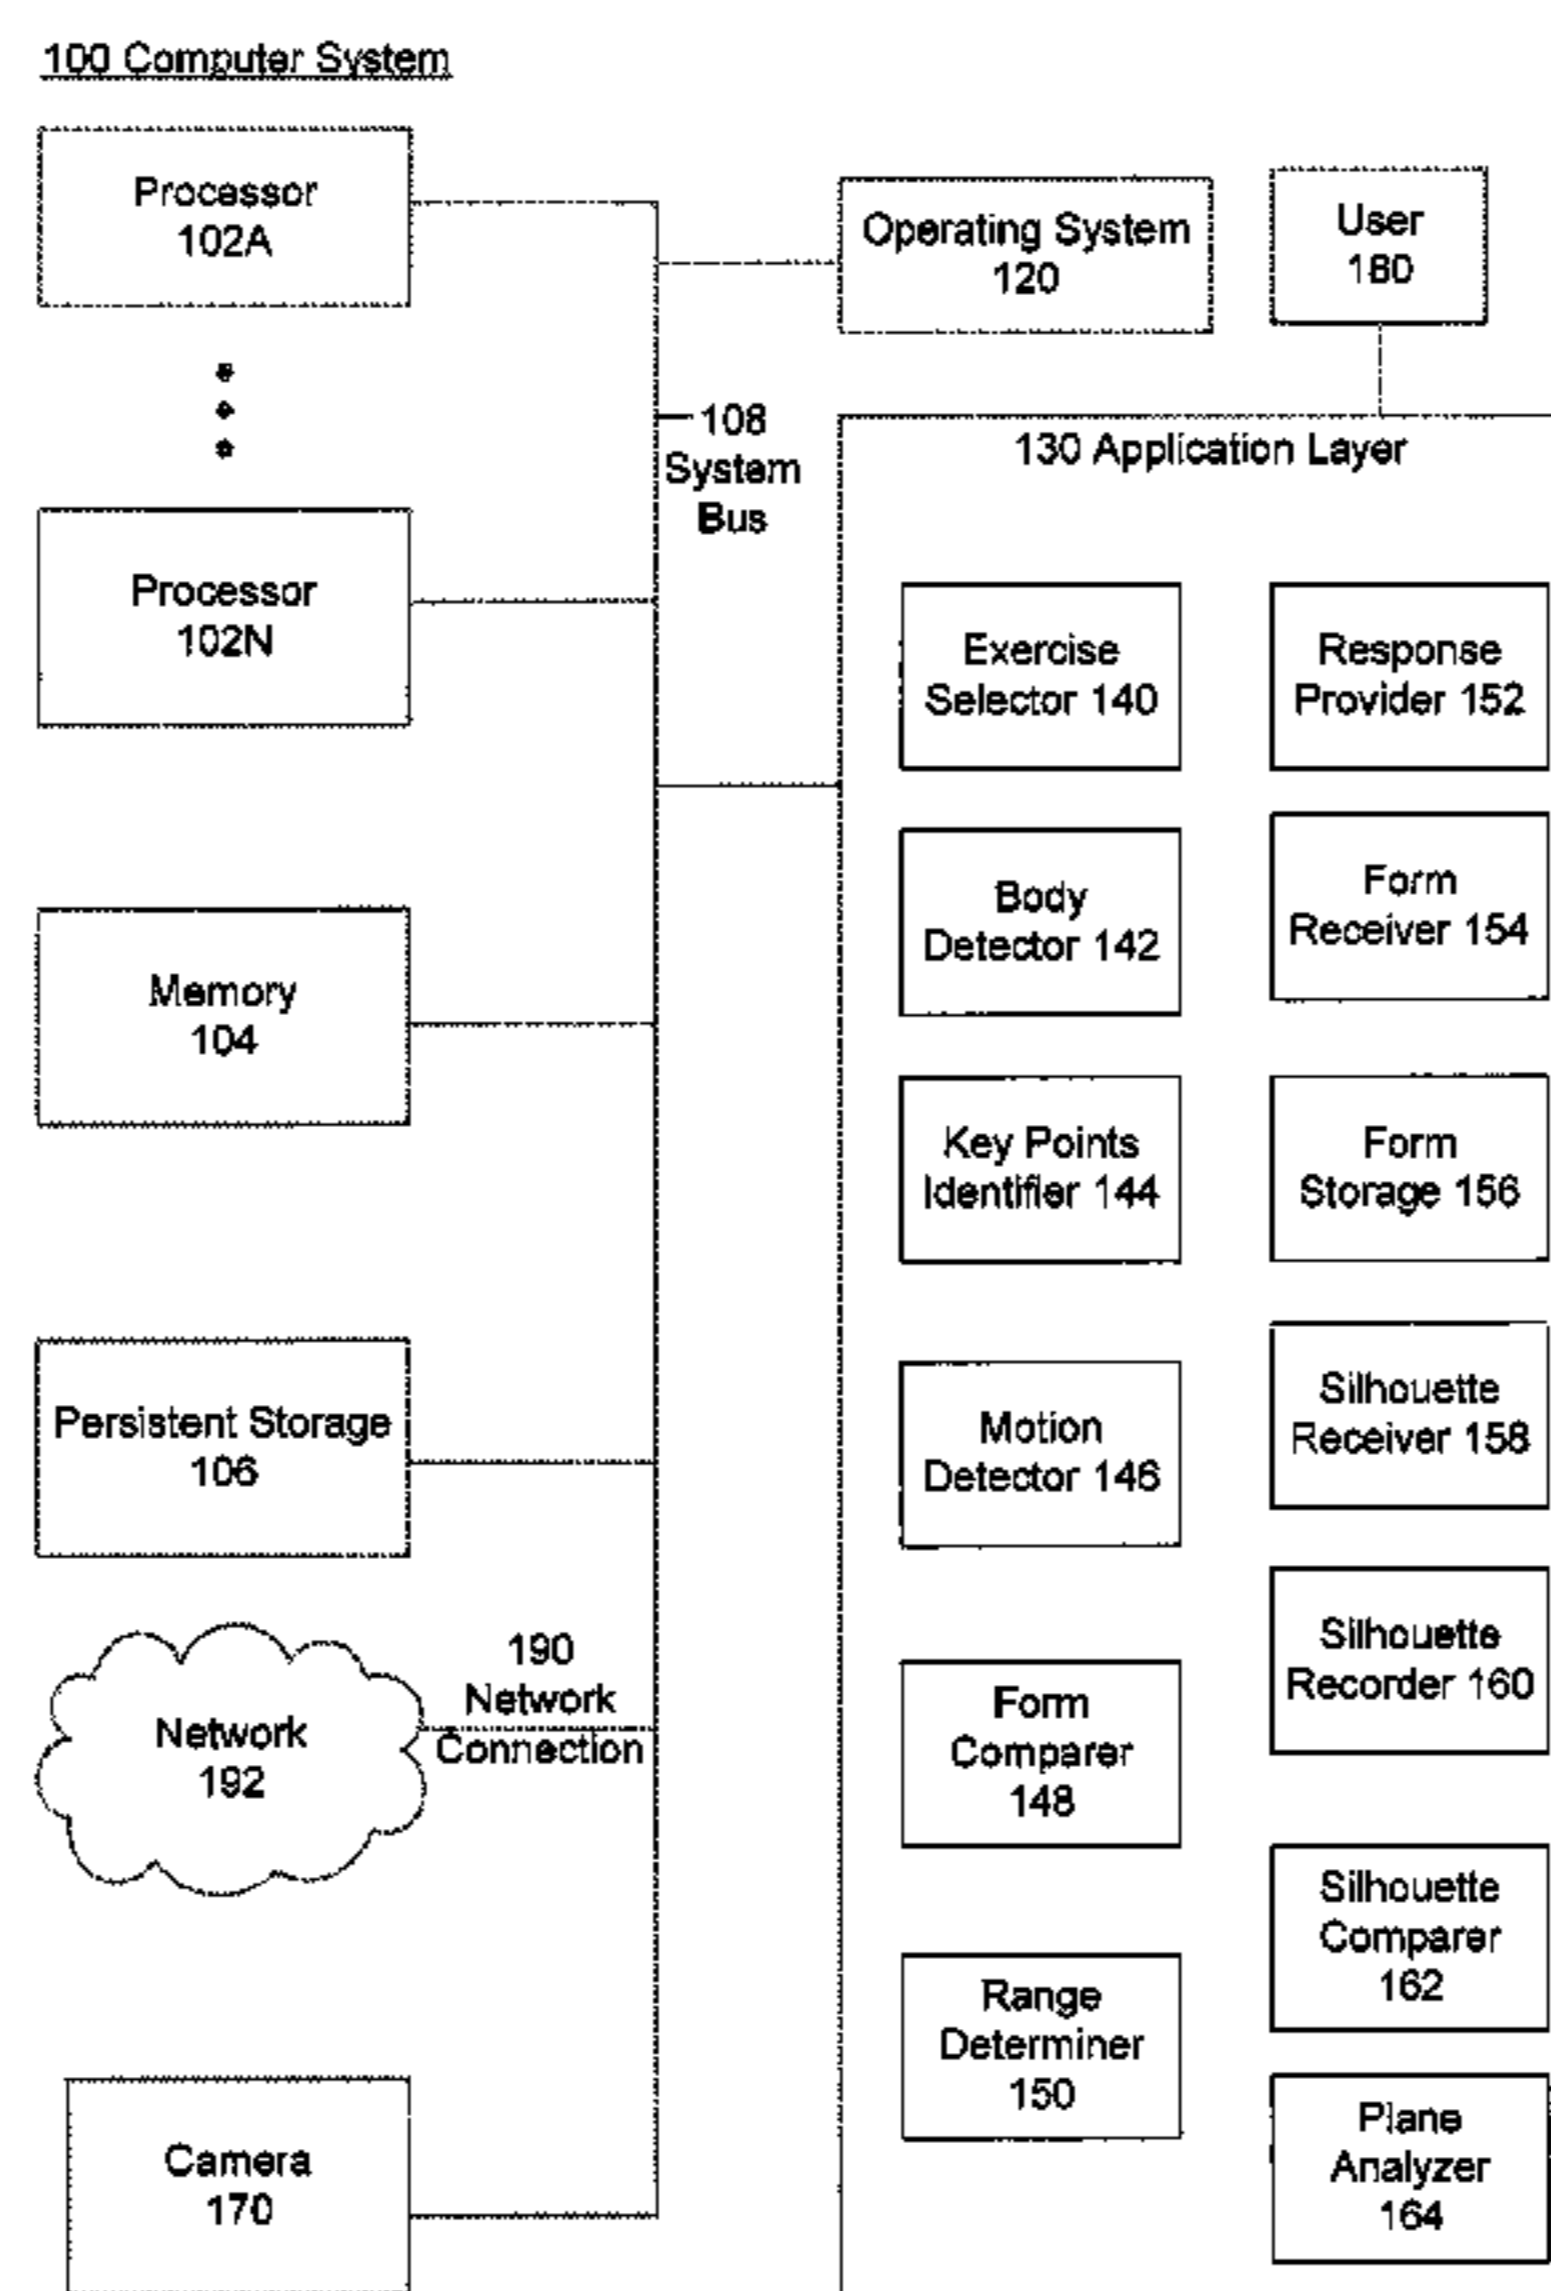 100 Computer System
Processor
102A
Operating System
120
User
180
108
System
Bus
130 Application Layer
Processor
102N
Exercise
Selector 140
Response
Provider 152
Body
Detector 142
Form
Receiver 154
Memory
104
Key Points
Identifier 144
Form
Storage 156
Persistent Storage
106
Motion
Detector 146
Silhouette
Receiver 158
190
Network
Connection
Network
192
Form
Comparer
148
Silhouette
Recorder 160
Silhouette
Comparer
162
Range
Determiner
150
Camera
170
Plane
Analyzer
164